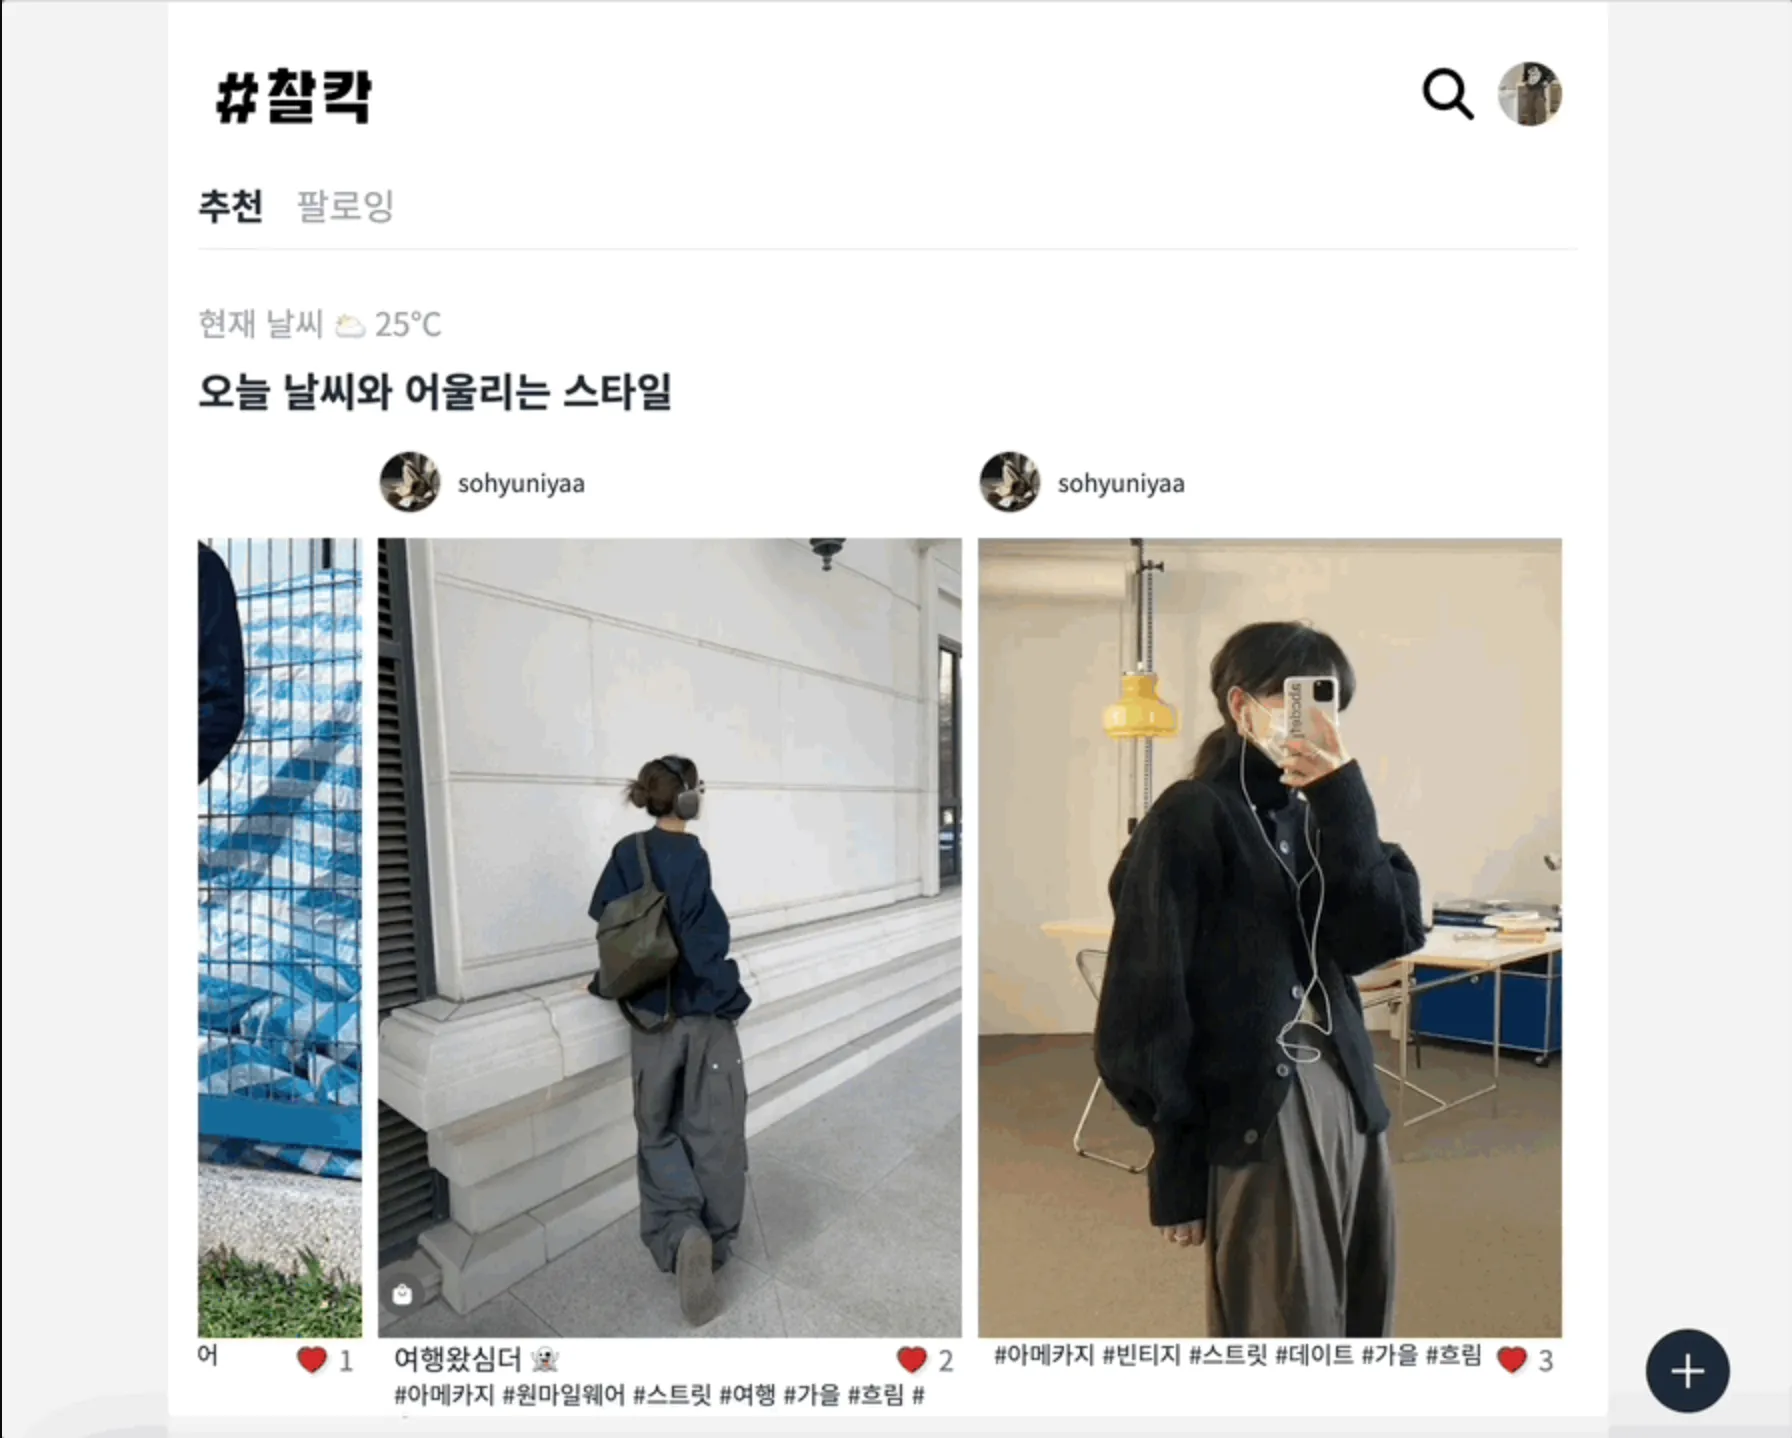 #찰칵
추천 팔로잉
현재 날씨 25°C
오늘 날씨와 어울리는 스타일
sohyuniyaa
sohyuniyaa
abcdef
어 1
여행왔심더 👻 2
#아메카지 #원마일웨어 #스트릿 #여행 #가을 #흐림 #
#아메카지 #빈티지 #스트릿 #데이트 #가을 #흐림 3